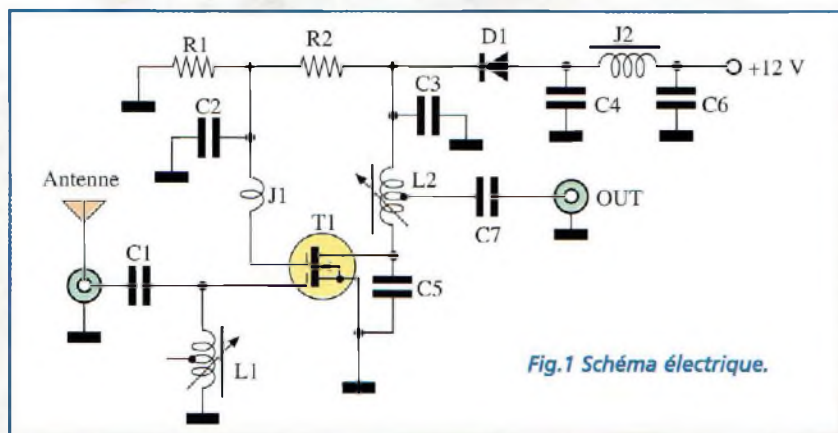 R1
R2
D1
J2
+12 V
C2
C3
C4
C6
Antenne
J1
L2
T1
C7
OUT
C1
C5
L1
Fig.1 Schéma électrique.